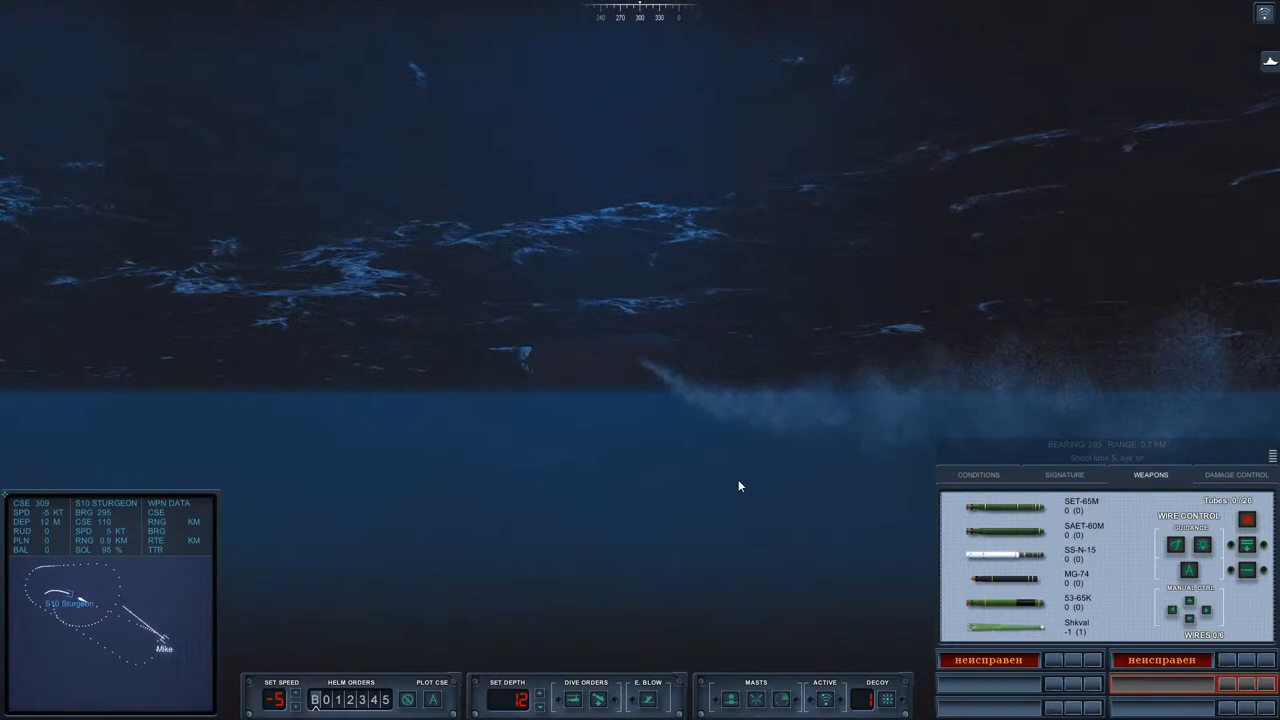 240 270 300 330 0
BEARING: 295, RANGE: 0.7 KM
Shoot tube 5, aye sir
CONDITIONS SIGNATURE WEAPONS DAMAGE CONTROL
SET-65M
0 (0)
SAET-60M
0 (0)
SS-N-15
0 (0)
MG-74
0 (0)
53-65K
0 (0)
Shkval
-1 (1)
Tubes: 0 / 26
WIRE CONTROL
GUIDANCE
A
MANUAL CTRL
WIRES 0/6
неисправен неисправен
CSE 309 S10 STURGEON WPN DATA
SPD -5 KT BRG 295 CSE
DEP 12 M CSE 110 RNG KM
RUD 0 SPD 5 KT BRG
PLN 0 RNG 0.9 KM RTE KM
BAL 0 SOL 95 % TTR
S10 Sturgeon
Mike
SET SPEED HELM ORDERS PLOT CSE
-5 B 0 1 2 3 4 5 A
SET DEPTH DIVE ORDERS E. BLOW
12
MASTS ACTIVE DECOY
1